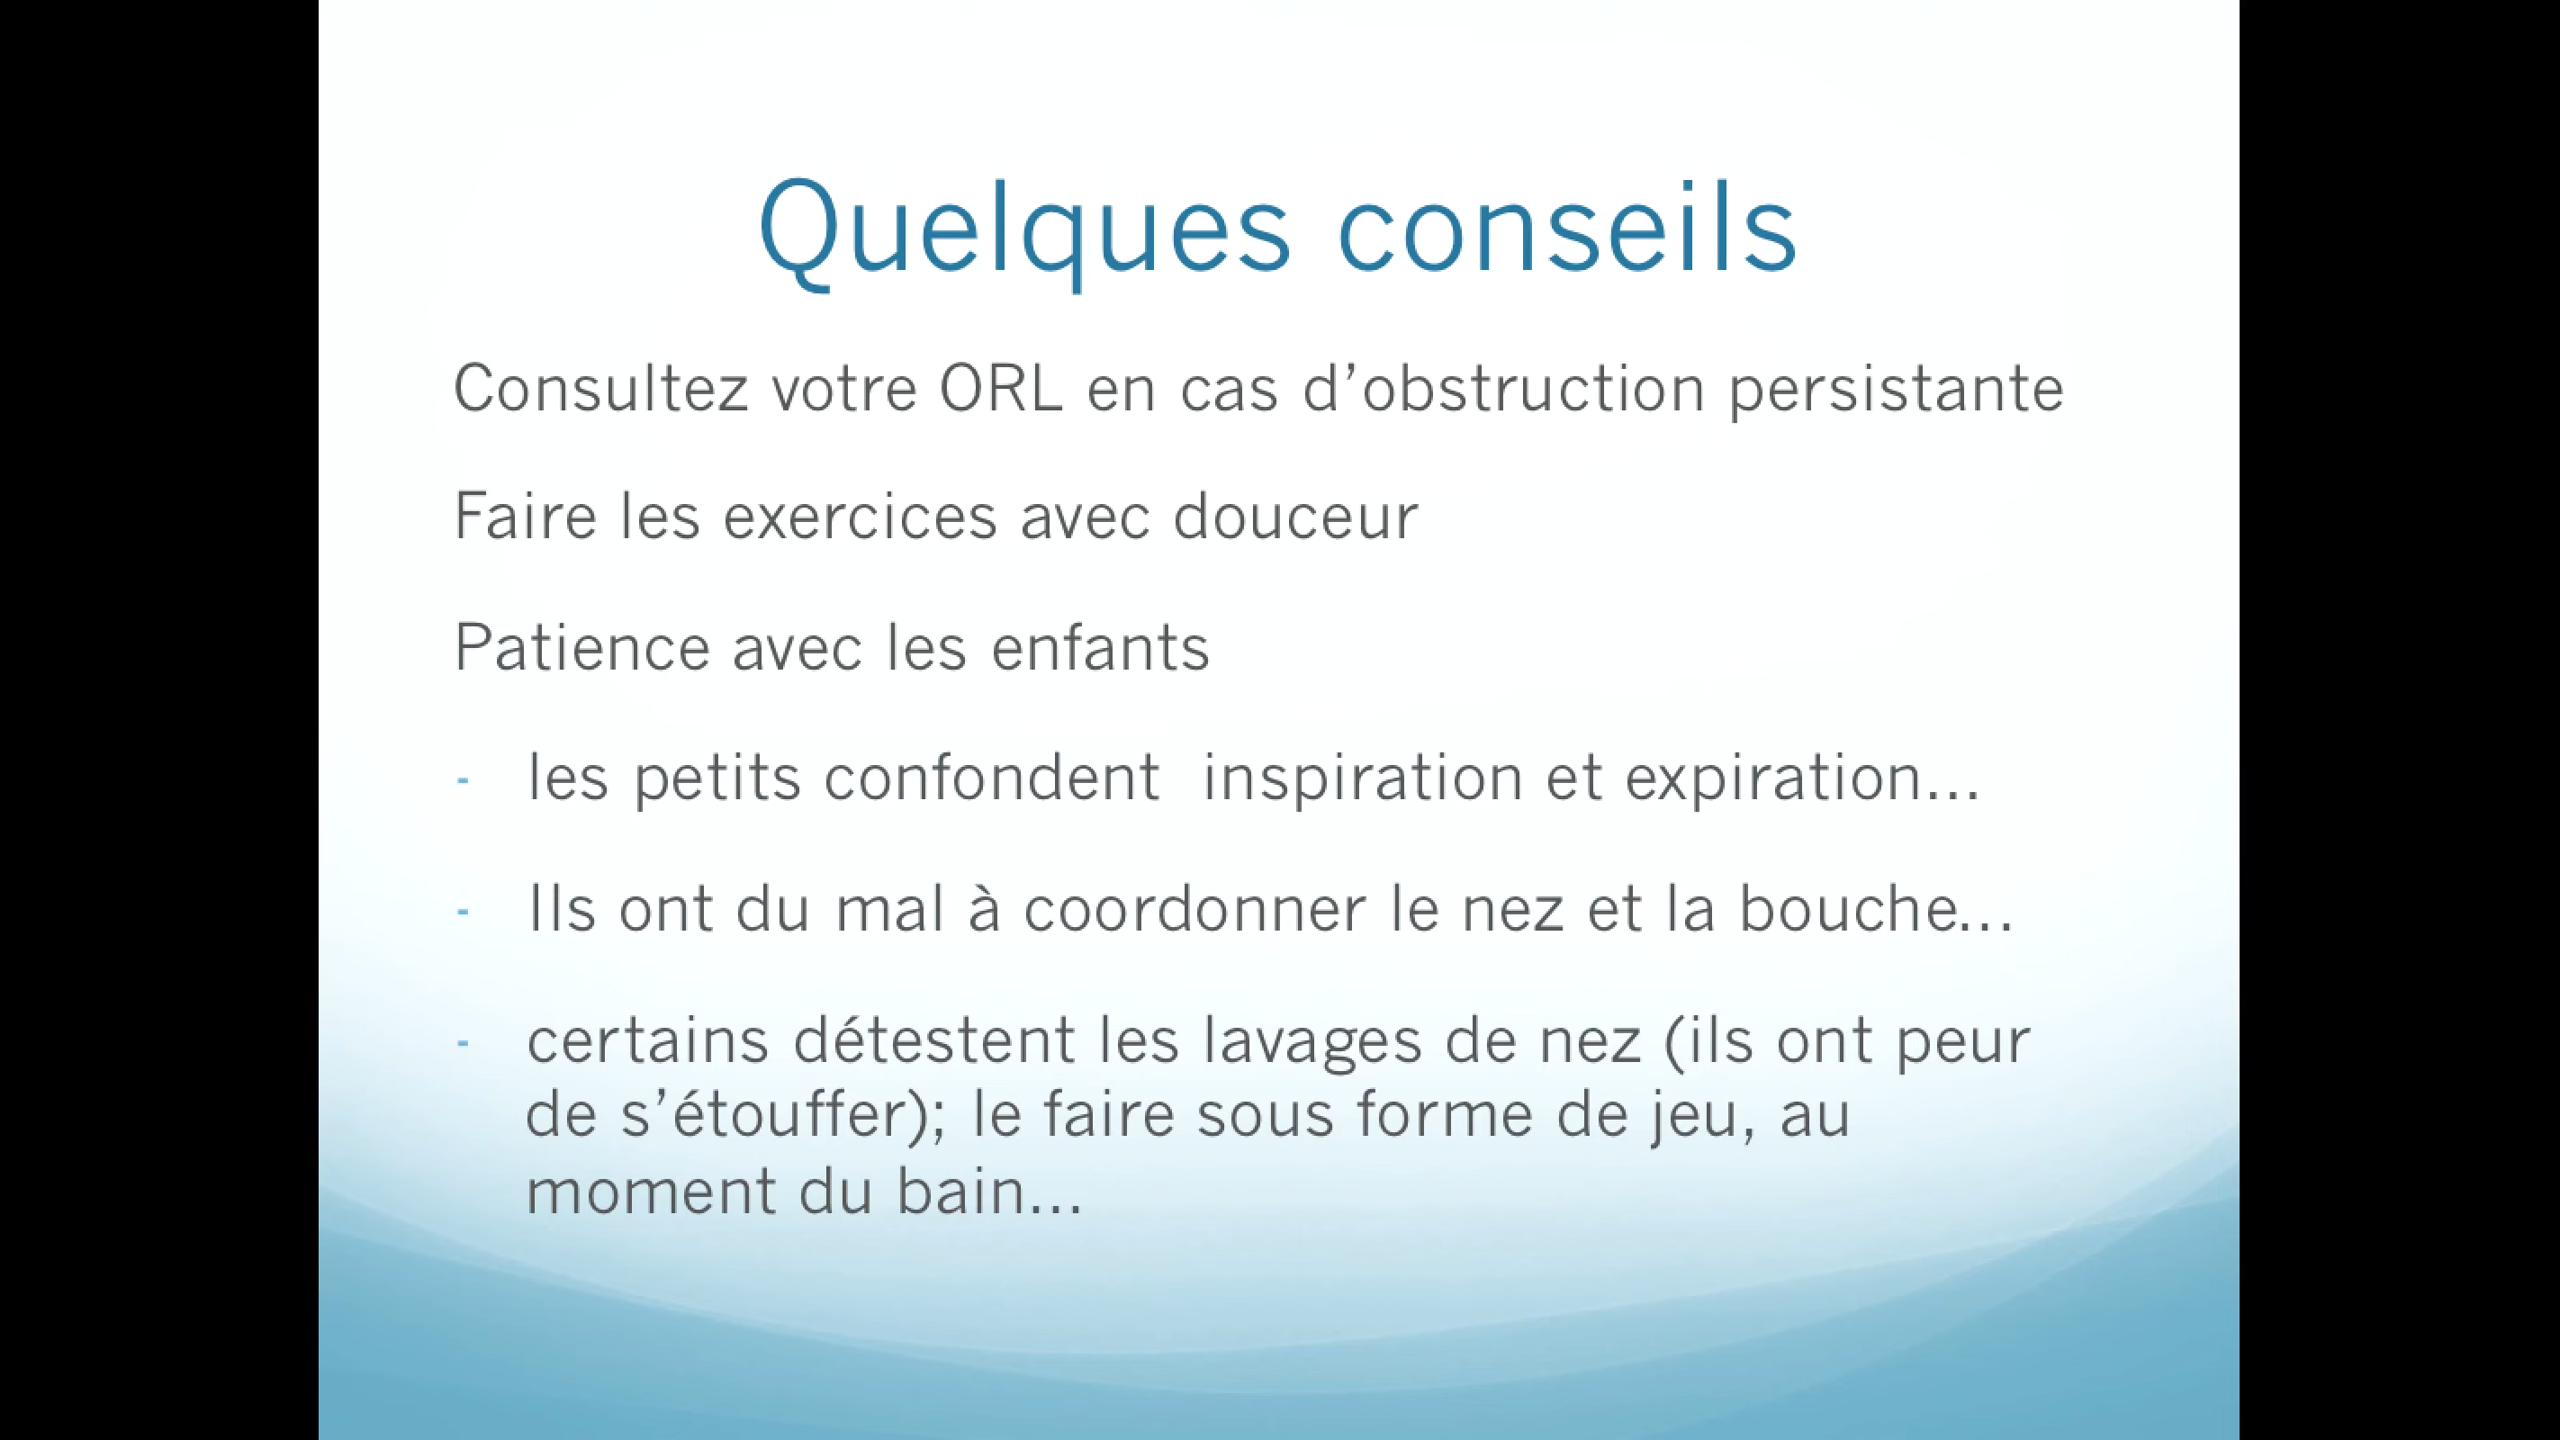 Quelques conseils
Consultez votre ORL en cas d’obstruction persistante
Faire les exercices avec douceur
Patience avec les enfants
- les petits confondent  inspiration et expiration…
- Ils ont du mal à coordonner le nez et la bouche…
- certains détestent les lavages de nez (ils ont peur
de s’étouffer); le faire sous forme de jeu, au
moment du bain…